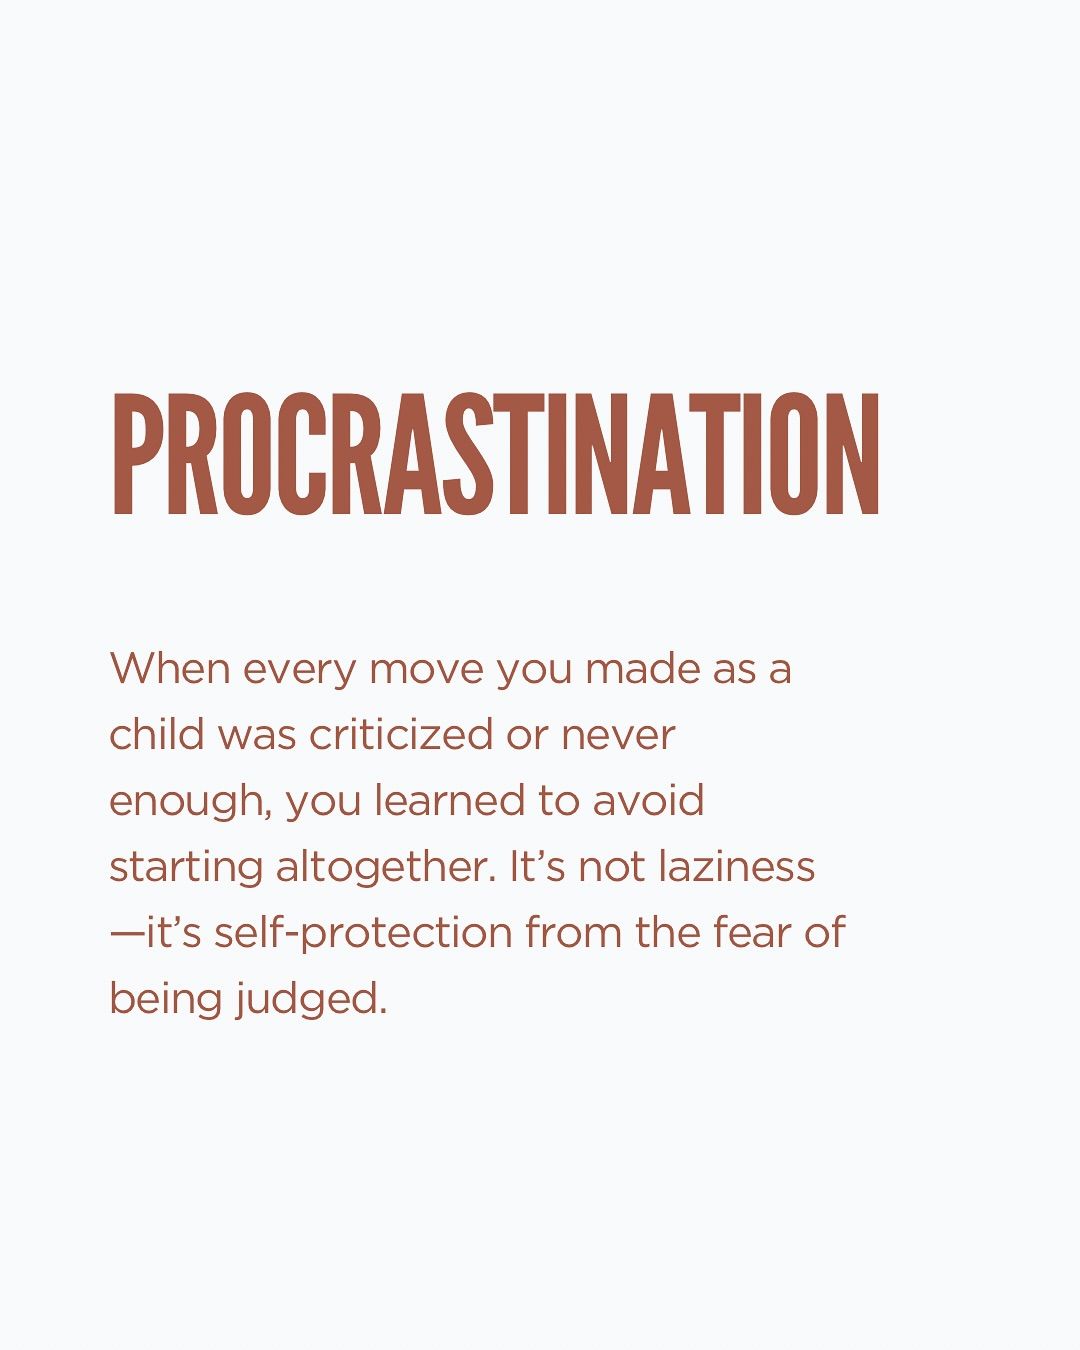 PROCRASTINATION
When every move you made as a
child was criticized or never
enough, you learned to avoid
starting altogether. It’s not laziness
—it’s self-protection from the fear of
being judged.